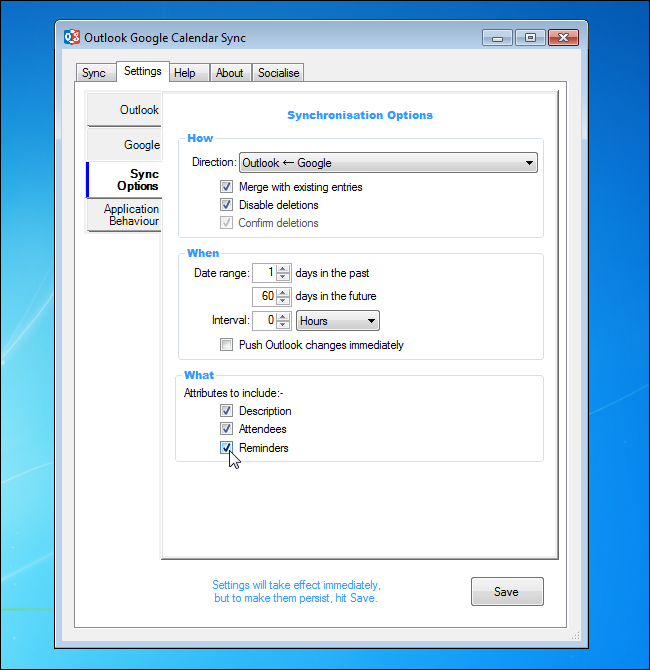 Outlook Google Calendar Sync
Sync Settings Help About Socialise
Outlook
Google
Sync
Options
Application
Behaviour
Synchronisation Options
How
Direction: Outlook ← Google
Merge with existing entries
Disable deletions
Confirm deletions
When
Date range: 1 days in the past
60 days in the future
Interval: 0 Hours
Push Outlook changes immediately
What
Attributes to include:-
Description
Attendees
Reminders
Settings will take effect immediately,
but to make them persist, hit Save.
Save